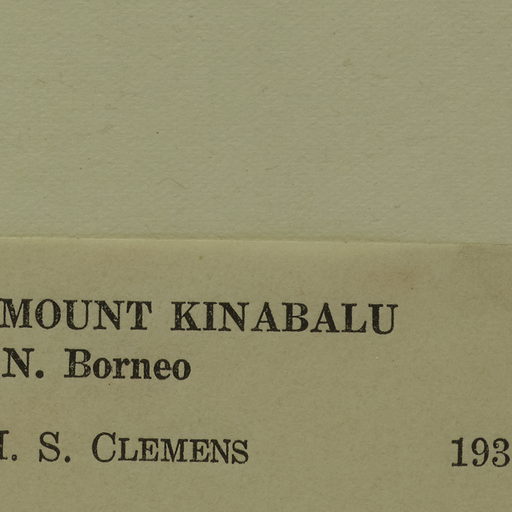 MOUNT KINABALU
N. Borneo
S. CLEMENS 193